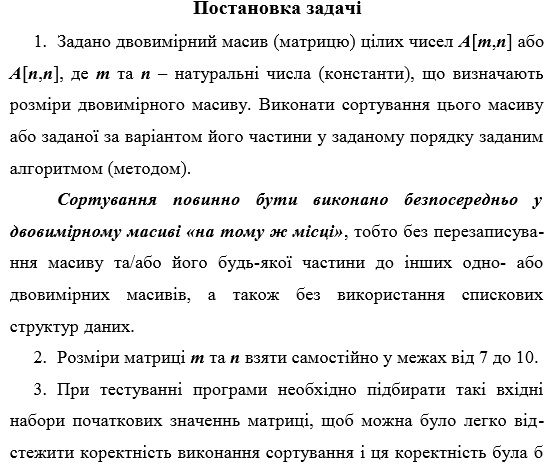 Постановка задачі
1. Задано двовимірний масив (матрицю) цілих чисел A[m,n] або
A[n,n], де m та n – натуральні числа (константи), що визначають
розміри двовимірного масиву. Виконати сортування цього масиву
або заданої за варіантом його частини у заданому порядку заданим
алгоритмом (методом).
Сортування повинно бути виконано безпосередньо у
двовимірному масиві «на тому ж місці», тобто без перезаписува-
ння масиву та/або його будь-якої частини до інших одно- або
двовимірних масивів, а також без використання спискових
структур даних.
2. Розміри матриці m та n взяти самостійно у межах від 7 до 10.
3. При тестуванні програми необхідно підбирати такі вхідні
набори початкових значеннь матриці, щоб можна було легко від-
стежити коректність виконання сортування і ця коректність була б